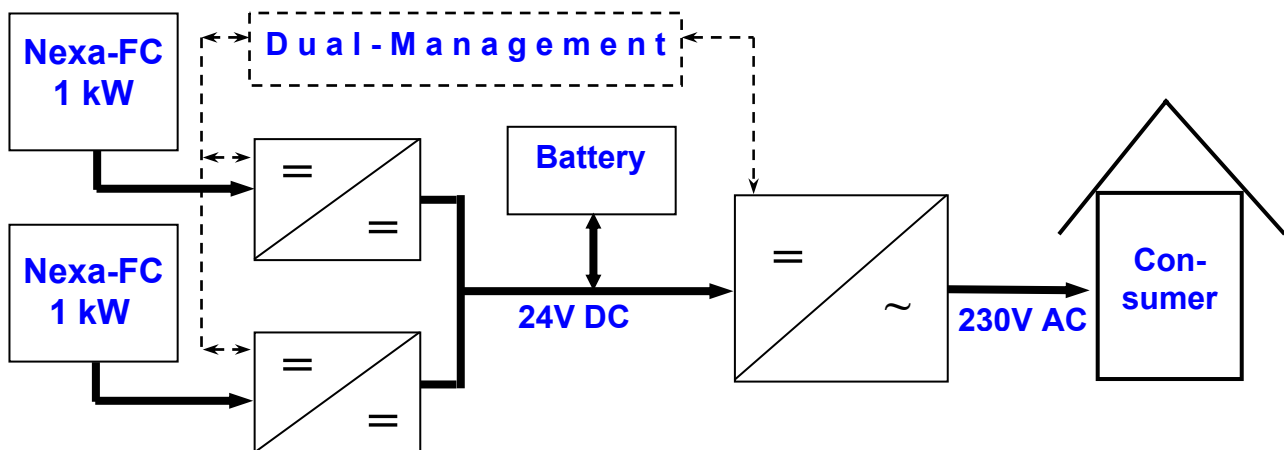 Nexa-FC
1 kW
Dual-Management
=
=
Battery
Nexa-FC
1 kW
=
=
24V DC
=
~
230V AC
Con-
sumer